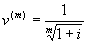 ν^(m) = 1 / ᵐ√(1 + i)